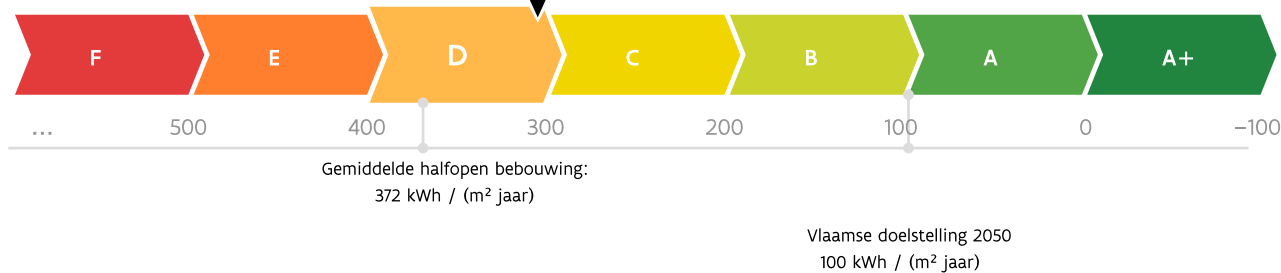 F E D C B A A+
... 500 400 300 200 100 0 −100
Gemiddelde halfopen bebouwing:
372 kWh / (m² jaar)
Vlaamse doelstelling 2050
100 kWh / (m² jaar)